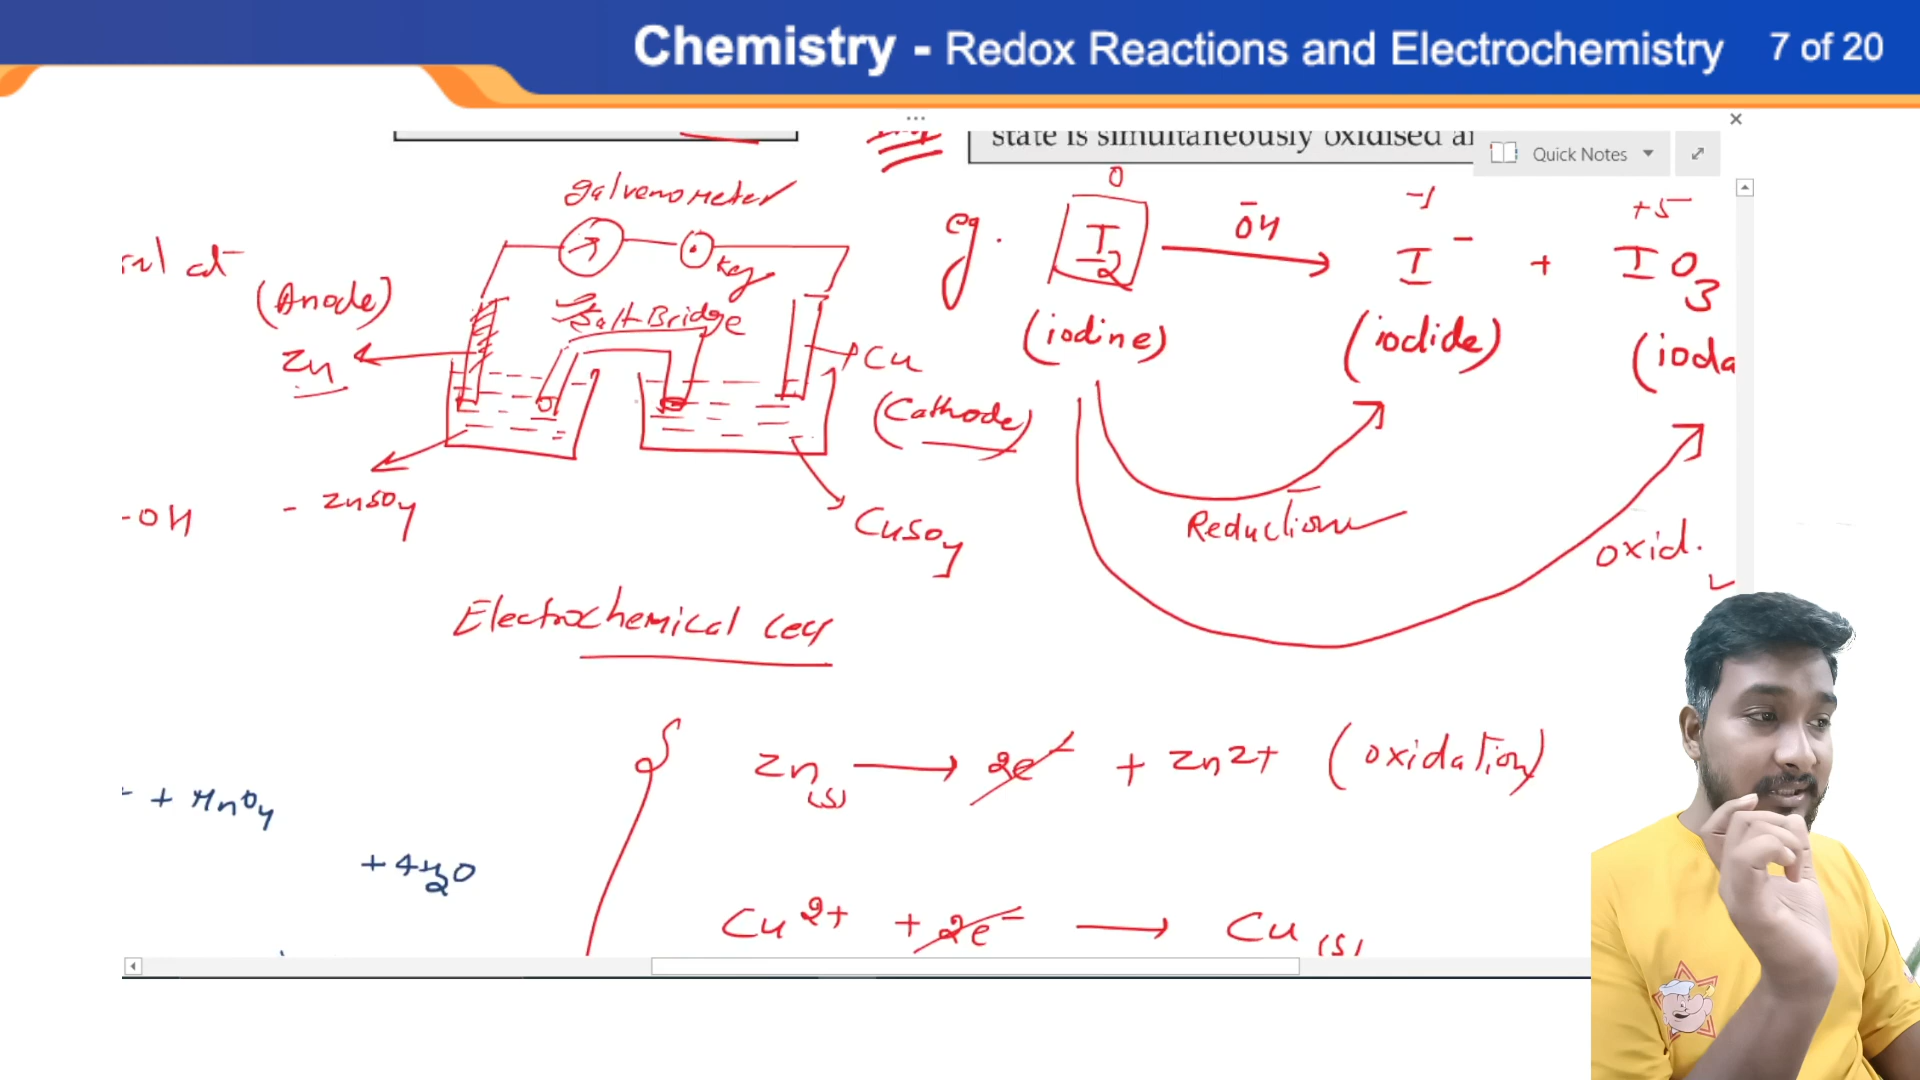 Chemistry - Redox Reactions and Electrochemistry 7 of 20
state is simultaneously oxidised a
Quick Notes
galvenometer
key
(Anode)
Zn
Salt Bridge
Cu
(Cathode)
-OH
- ZnSO4
CuSO4
Electrochemical cell
eg. I2 0 ŌH I- -1 + IO3 +5
(iodine) (iodide) (ioda
Reduction
oxid.
Zn(s) ⟶ 2e- + Zn2+ (oxidation)
+ MnO4
+ 4H2O
Cu2+ + 2e- ⟶ Cu(s)